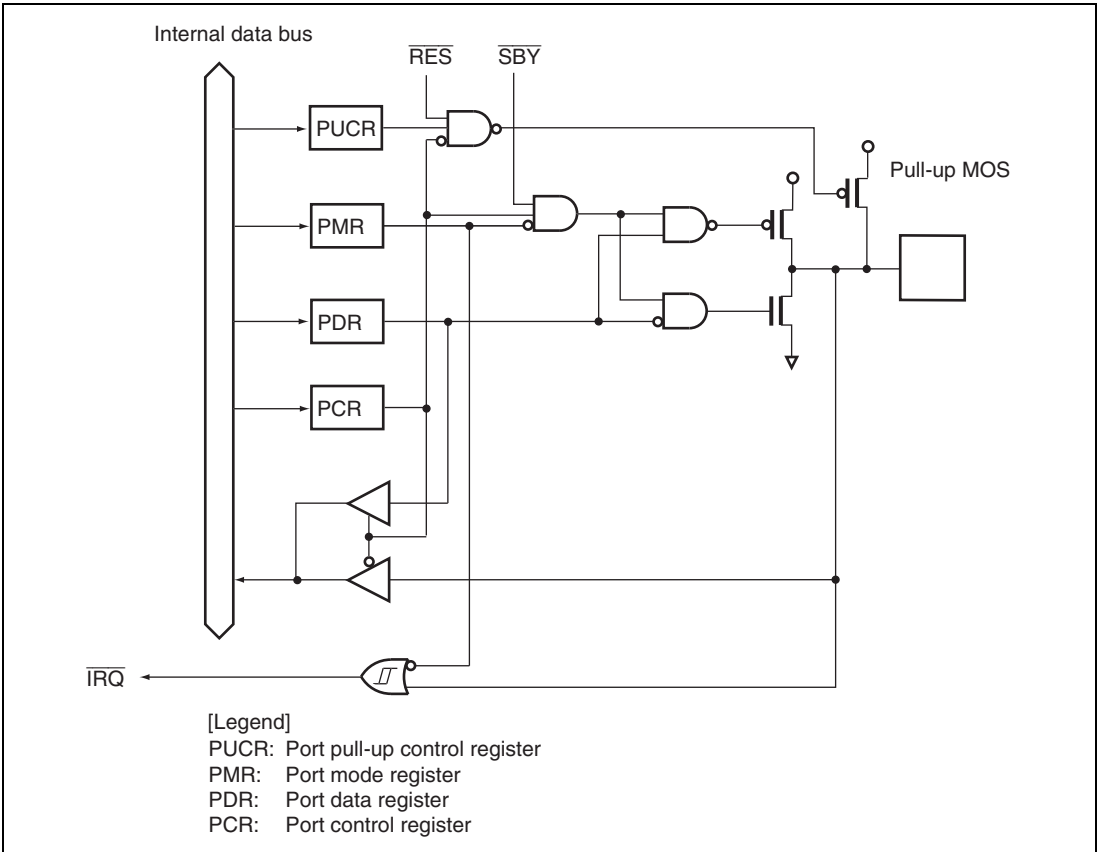 Internal data bus
RES
SBY
PUCR
Pull-up MOS
PMR
PDR
PCR
IRQ
[Legend]
PUCR: Port pull-up control register
PMR: Port mode register
PDR: Port data register
PCR: Port control register